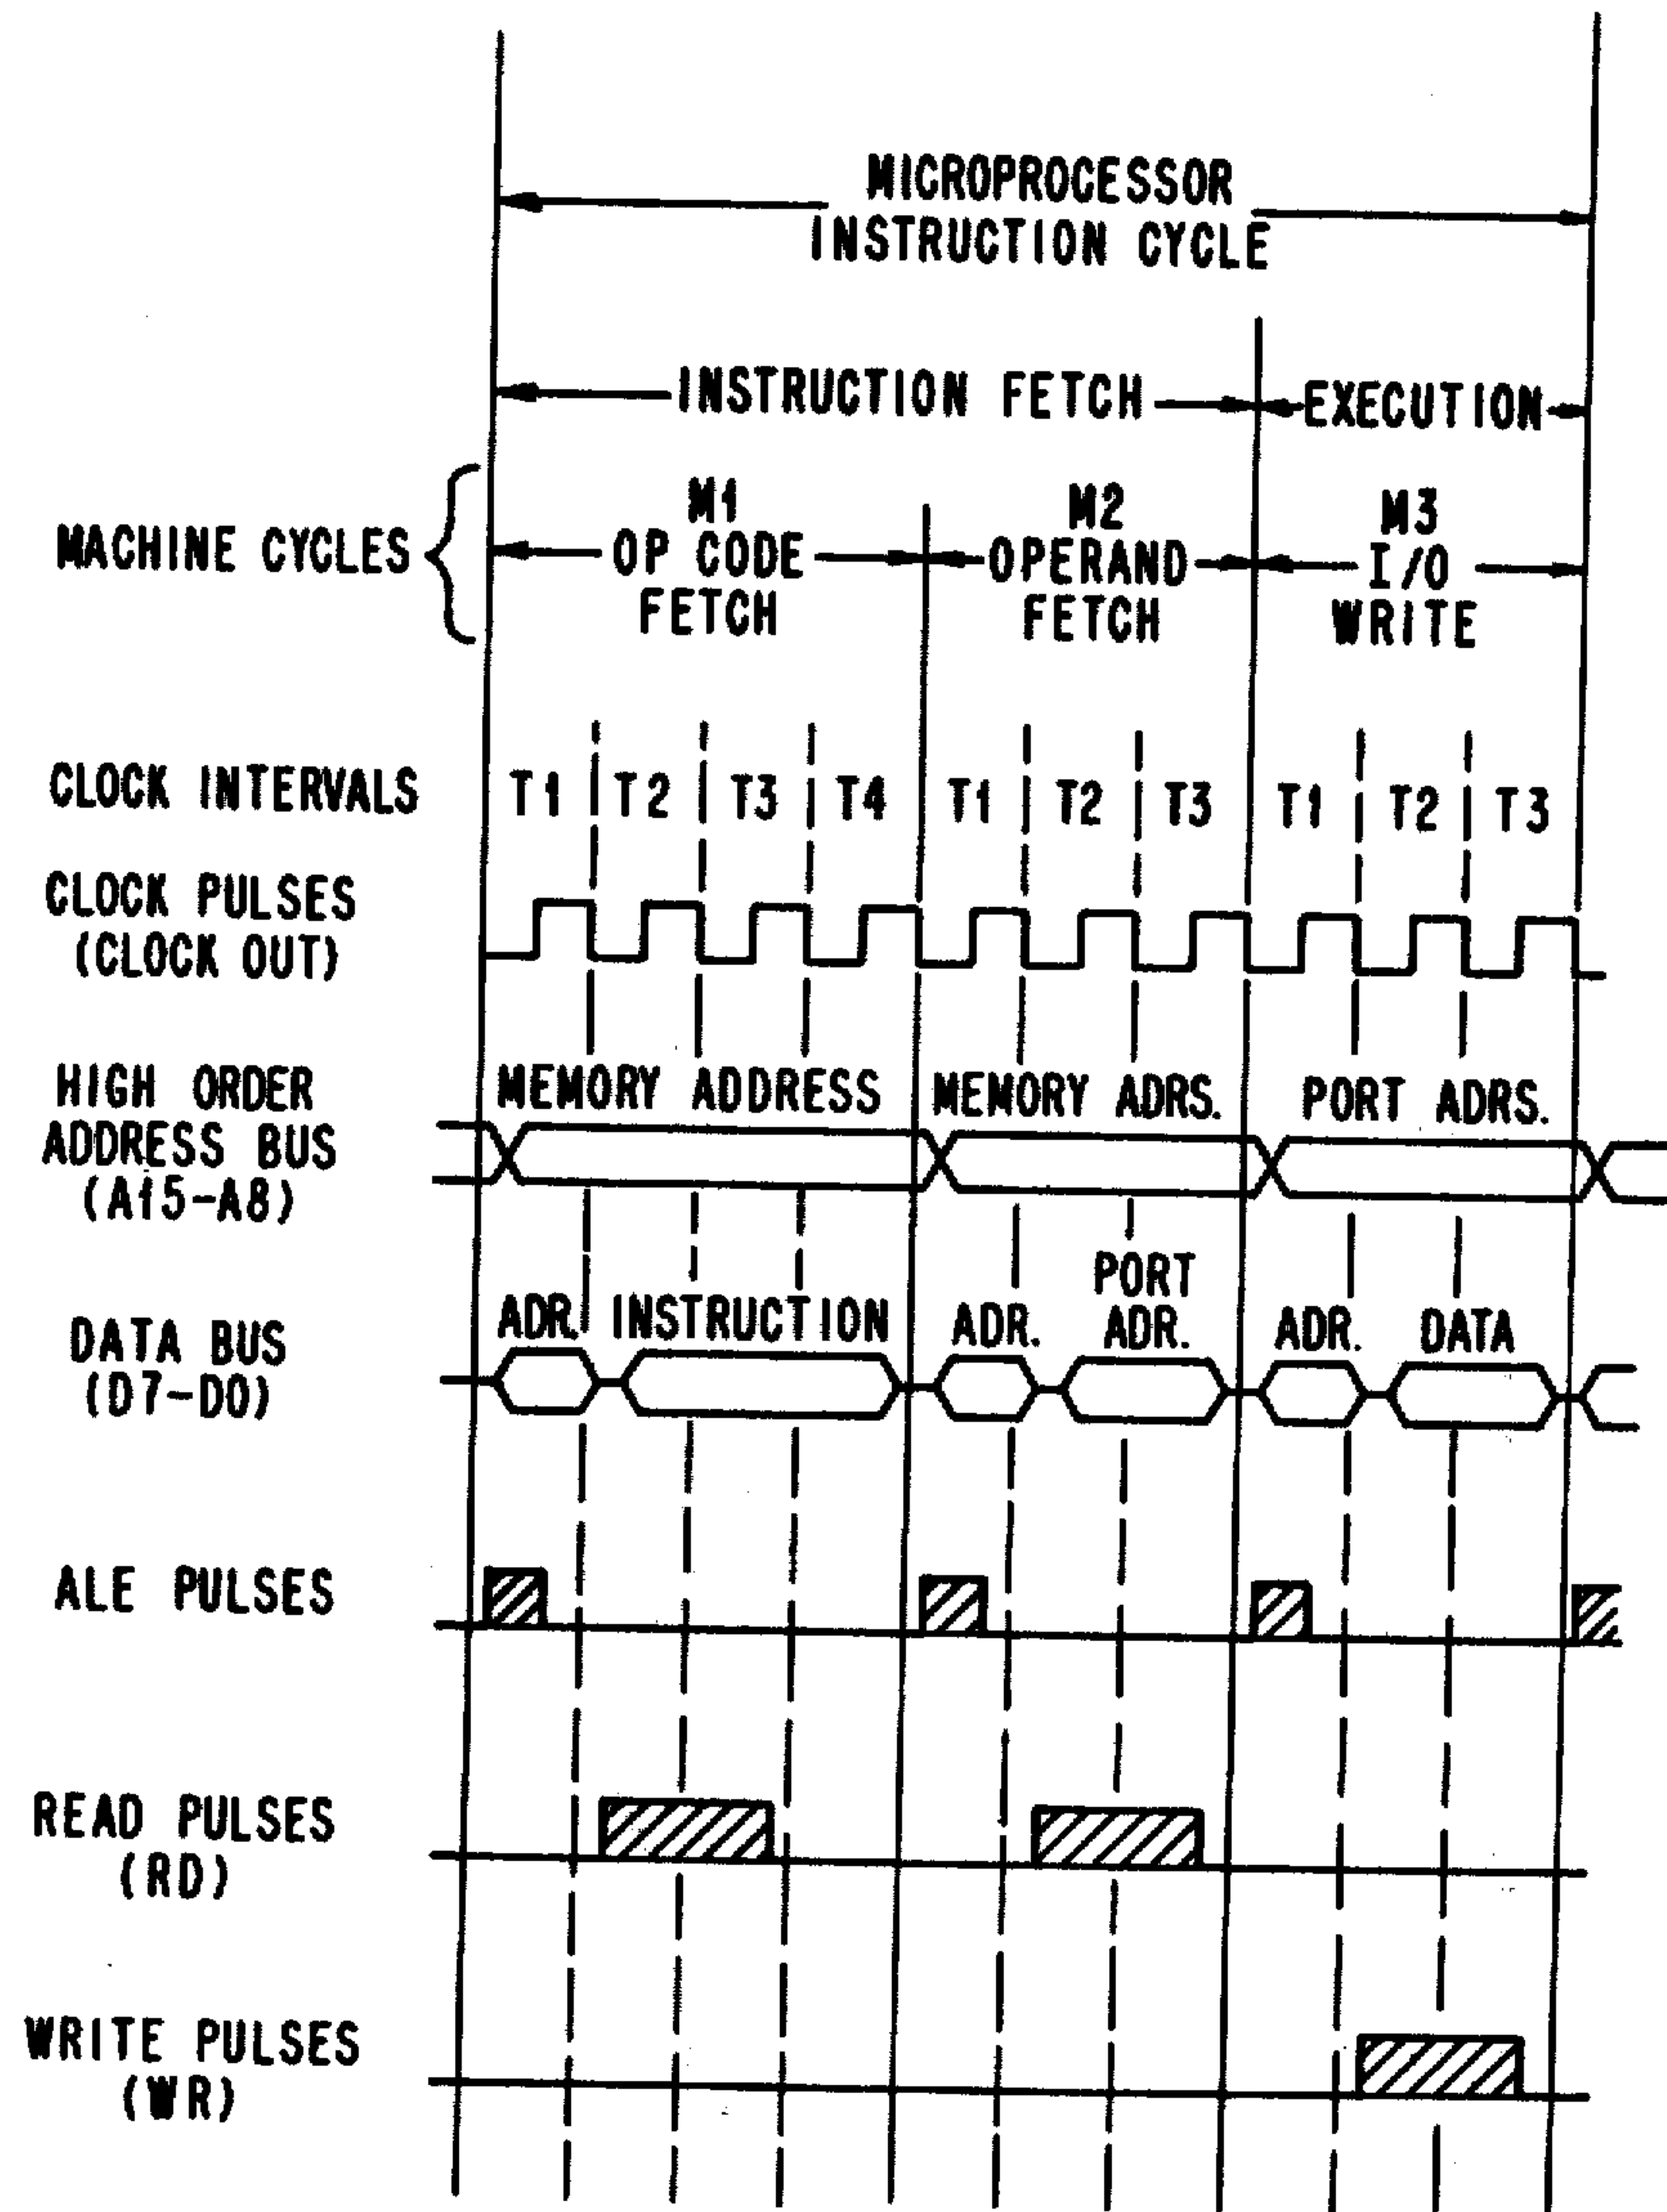 MICROPROCESSOR
INSTRUCTION CYCLE
INSTRUCTION FETCH
EXECUTION
MACHINE CYCLES
M1
OP CODE
FETCH
M2
OPERAND
FETCH
M3
I/O
WRITE
CLOCK INTERVALS
T1 T2 T3 T4 T1 T2 T3 T1 T2 T3
CLOCK PULSES
(CLOCK OUT)
HIGH ORDER
ADDRESS BUS
(A15-A8)
MEMORY ADDRESS
MEMORY ADRS.
PORT ADRS.
DATA BUS
(D7-D0)
ADR.
INSTRUCTION
ADR.
PORT
ADR.
ADR.
DATA
ALE PULSES
READ PULSES
(RD)
WRITE PULSES
(WR)